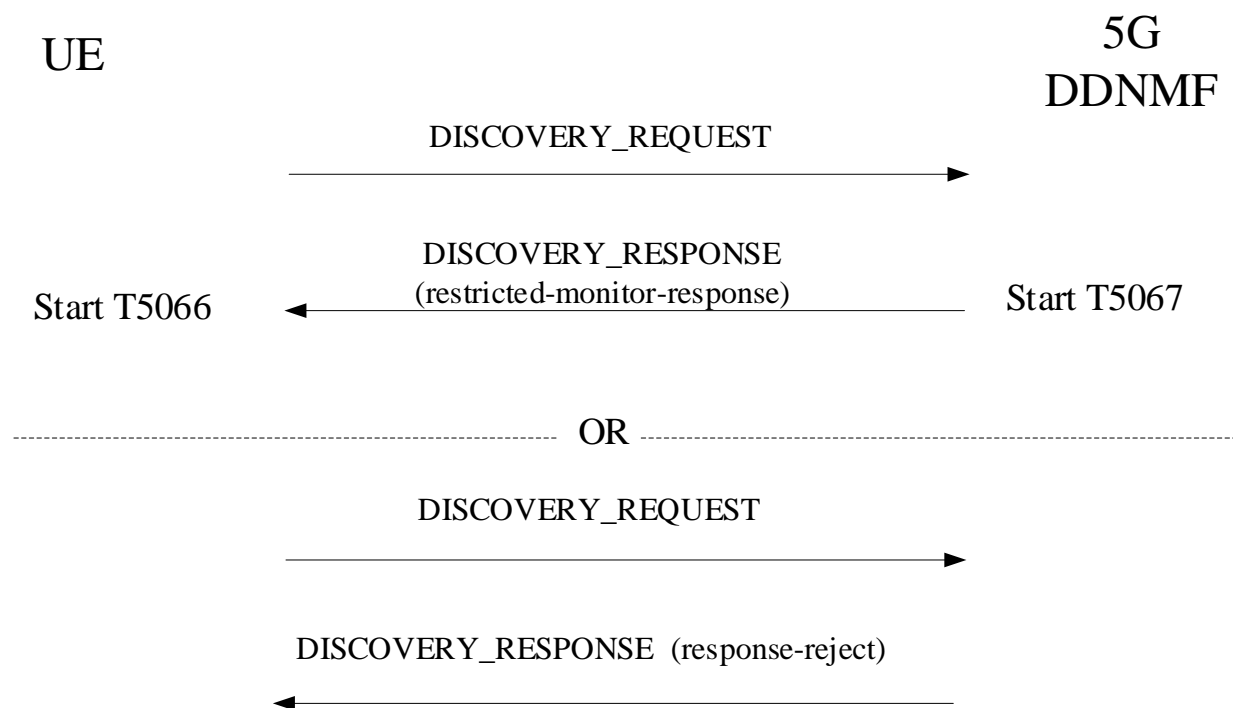 UE
5G
DDNMF
DISCOVERY_REQUEST
DISCOVERY_RESPONSE
(restricted-monitor-response)
Start T5066
Start T5067
OR
DISCOVERY_REQUEST
DISCOVERY_RESPONSE (response-reject)